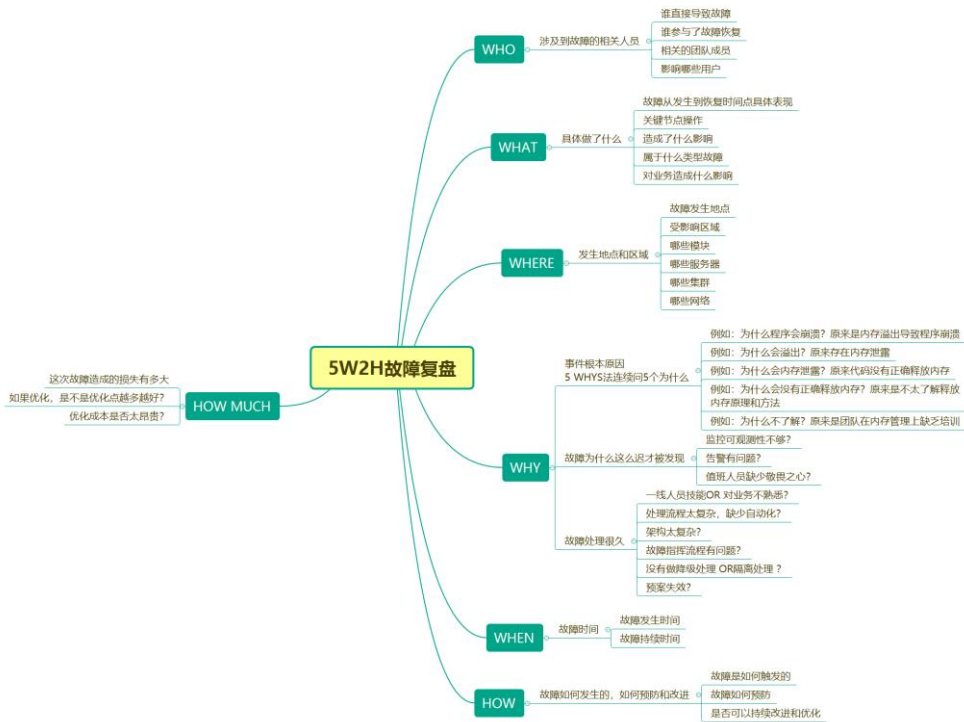 5W2H故障复盘
WHO
涉及到故障的相关人员
谁直接导致故障
谁参与了故障恢复
相关的团队成员
影响哪些用户
WHAT
具体做了什么
故障从发生到恢复时间点具体表现
关键节点操作
造成了什么影响
属于什么类型故障
对业务造成什么影响
WHERE
发生地点和区域
故障发生地点
受影响区域
哪些模块
哪些服务器
哪些集群
哪些网络
WHY
事件根本原因
5 WHYS法连续问5个为什么
例如：为什么程序会崩溃？原来是内存溢出导致程序崩溃
例如：为什么会溢出？原来存在内存泄露
例如：为什么会内存泄露？原来代码没有正确释放内存
例如：为什么会没有正确释放内存？原来是不太了解释放
内存原理和方法
例如：为什么不了解？原来是团队在内存管理上缺乏培训
故障为什么这么迟才被发现
监控可观测性不够？
告警有问题？
值班人员缺少敬畏之心？
故障处理很久
一线人员技能OR 对业务不熟悉？
处理流程太复杂，缺少自动化？
架构太复杂？
故障指挥流程有问题？
没有做降级处理 OR隔离处理 ？
预案失效？
WHEN
故障时间
故障发生时间
故障持续时间
HOW
故障如何发生的，如何预防和改进
故障是如何触发的
故障如何预防
是否可以持续改进和优化
HOW MUCH
这次故障造成的损失有多大
如果优化，是不是优化点越多越好？
优化成本是否太昂贵？